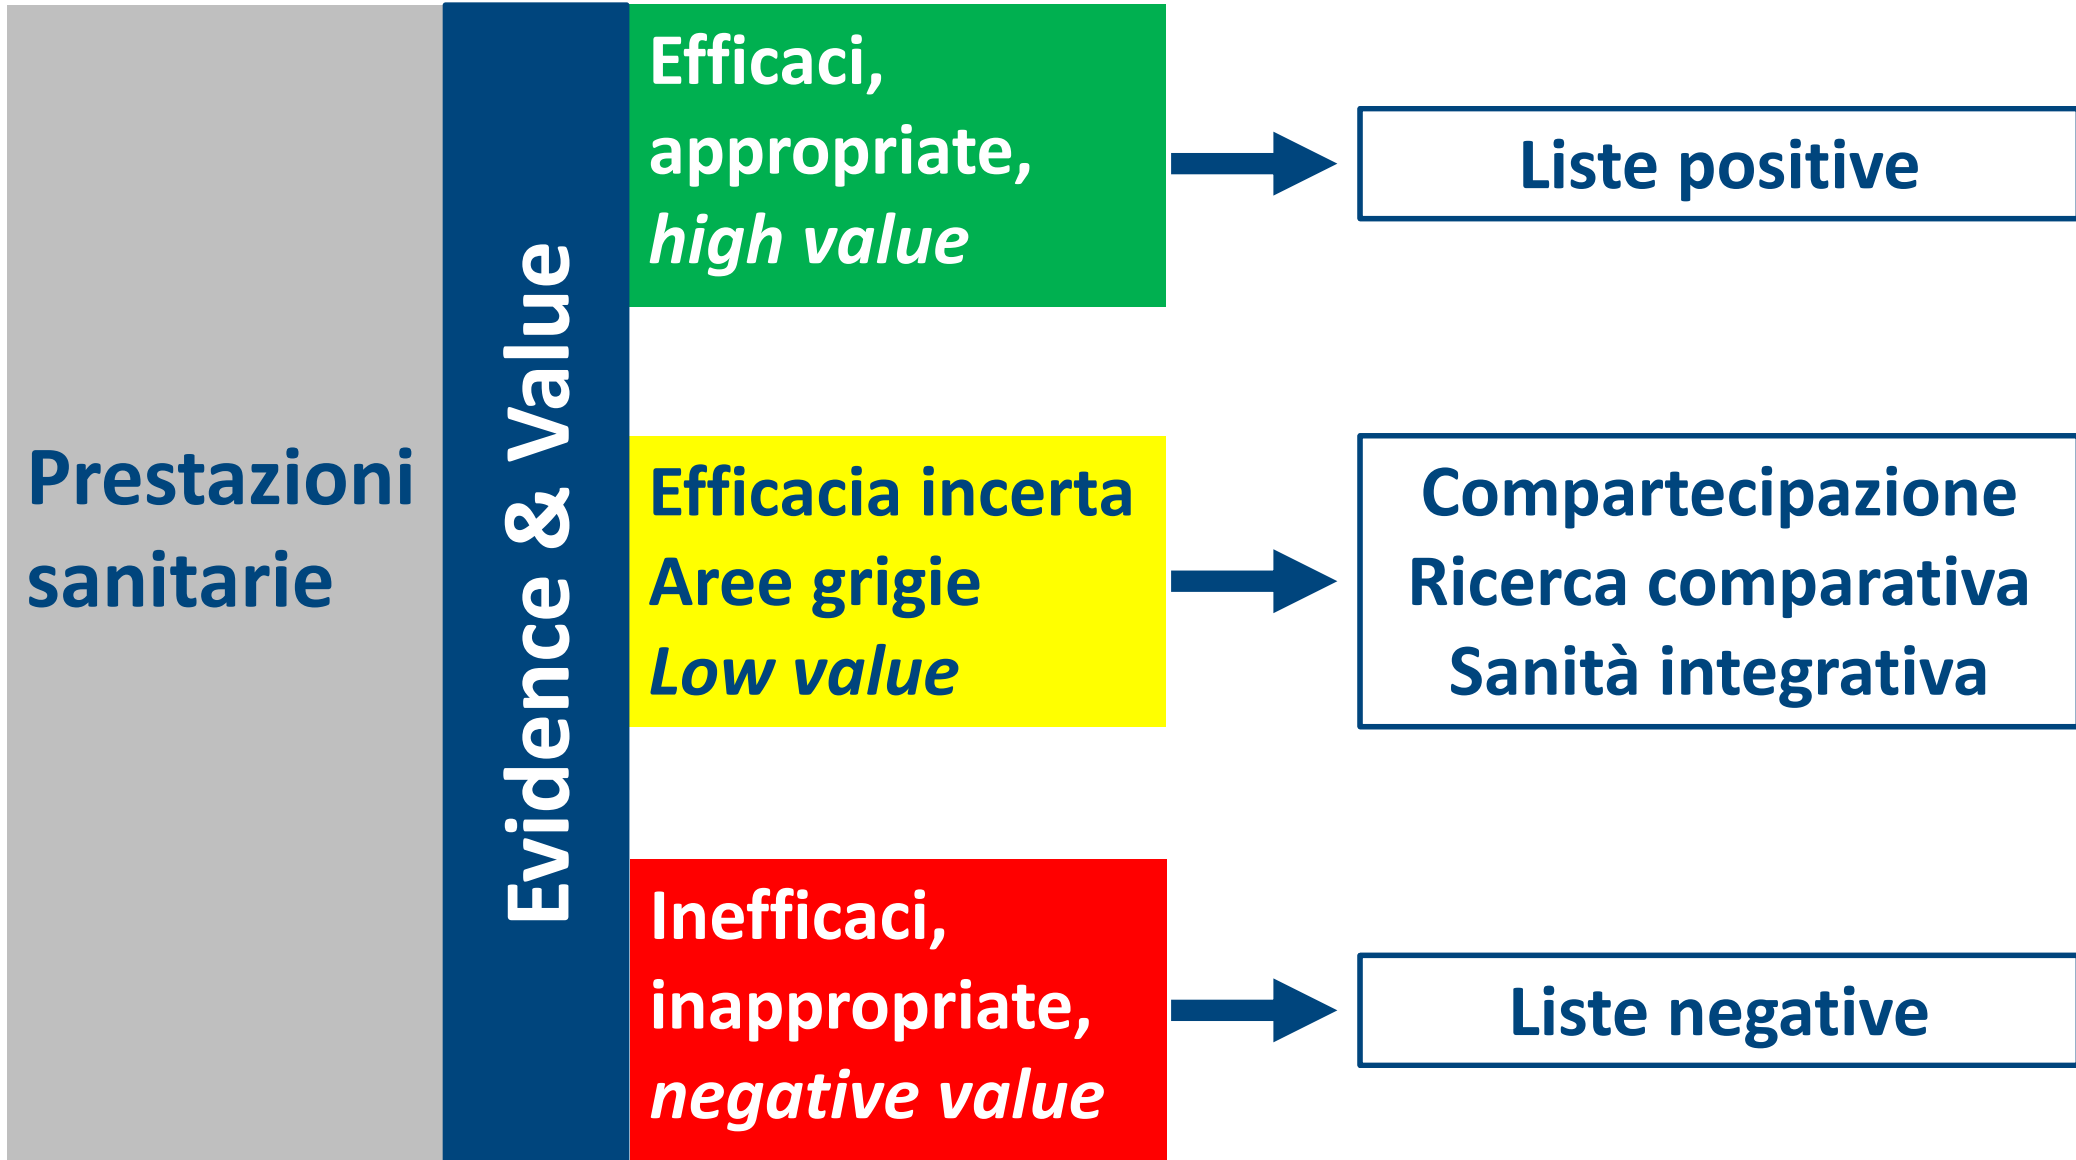 Prestazioni
sanitarie
Evidence & Value
Efficaci,
appropriate,
high value
Liste positive
Efficacia incerta
Aree grigie
Low value
Compartecipazione
Ricerca comparativa
Sanità integrativa
Inefficaci,
inappropriate,
negative value
Liste negative